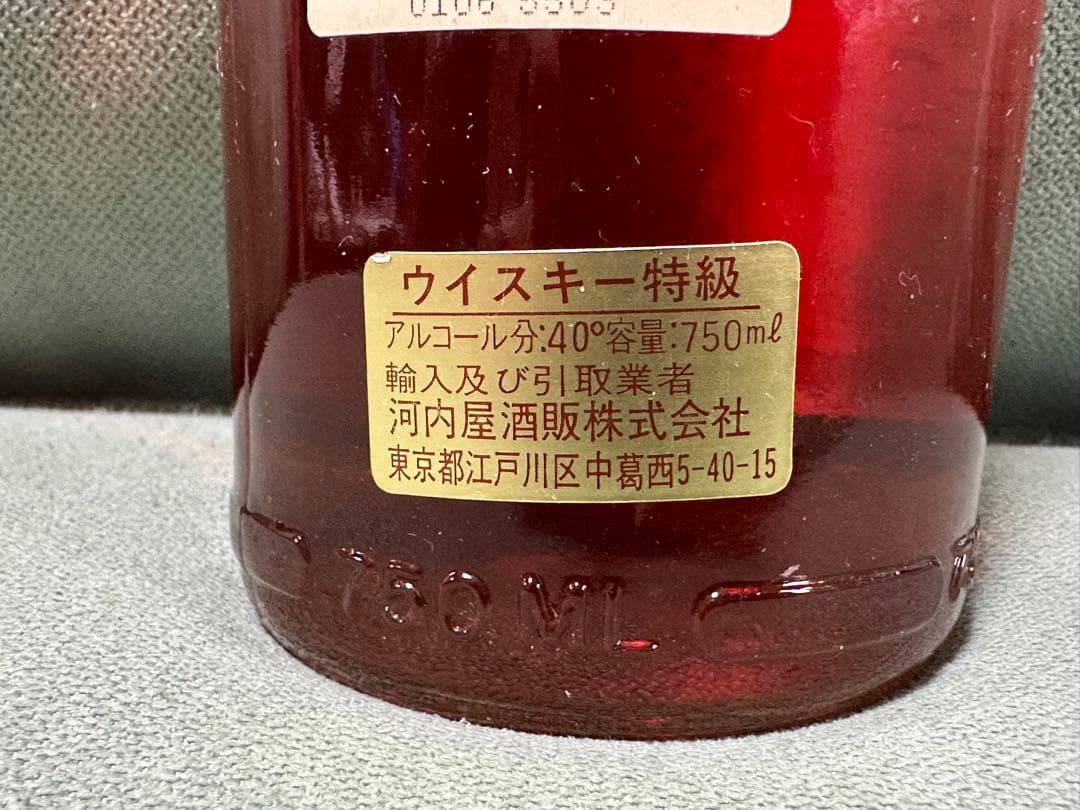 ウイスキー特級
アルコール分:40°容量:750mℓ
輸入及び引取業者
河内屋酒販株式会社
東京都江戸川区中葛西5-40-15
750 ML